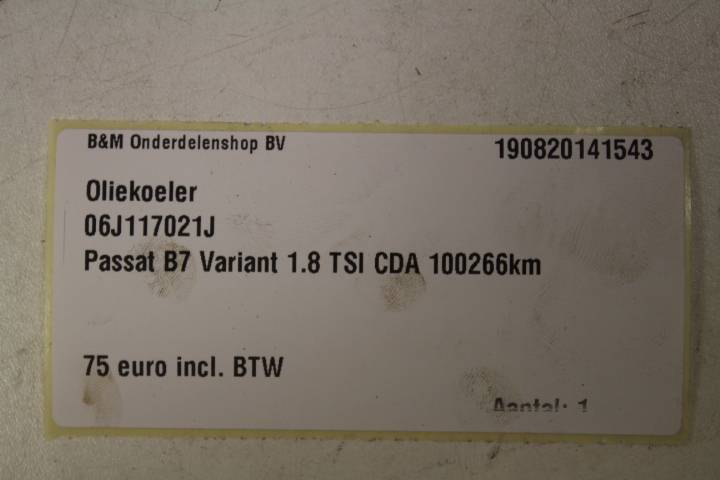 B&M Onderdelenshop BV
190820141543
Oliekoeler
06J117021J
Passat B7 Variant 1.8 TSI CDA 100266km
75 euro incl. BTW
Aantal: 1